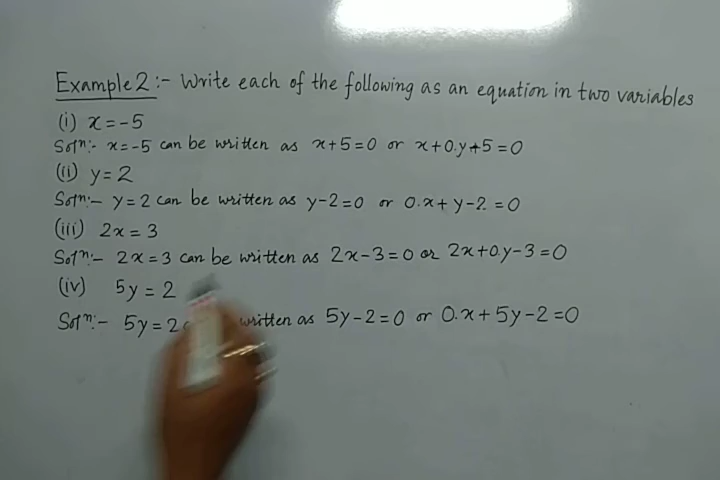 Example 2 :- Write each of the following as an equation in two variables
(i) x = -5
Solⁿ:- x = -5 can be written as x+5=0 or x+0.y+5=0
(ii) y = 2
Solⁿ:- y = 2 can be written as y-2=0 or 0.x+y-2=0
(iii) 2x = 3
Solⁿ:- 2x = 3 can be written as 2x-3=0 or 2x+0.y-3=0
(iv) 5y = 2
Solⁿ:- 5y = 2 written as 5y-2=0 or 0.x+5y-2=0